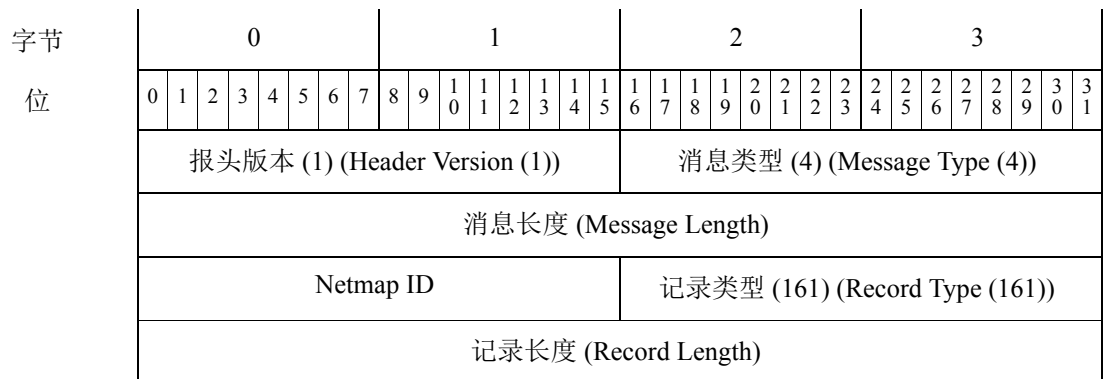 字节 0 1 2 3
位 0 1 2 3 4 5 6 7 8 9 10 11 12 13 14 15 16 17 18 19 20 21 22 23 24 25 26 27 28 29 30 31
报头版本 (1) (Header Version (1)) 消息类型 (4) (Message Type (4))
消息长度 (Message Length)
Netmap ID 记录类型 (161) (Record Type (161))
记录长度 (Record Length)